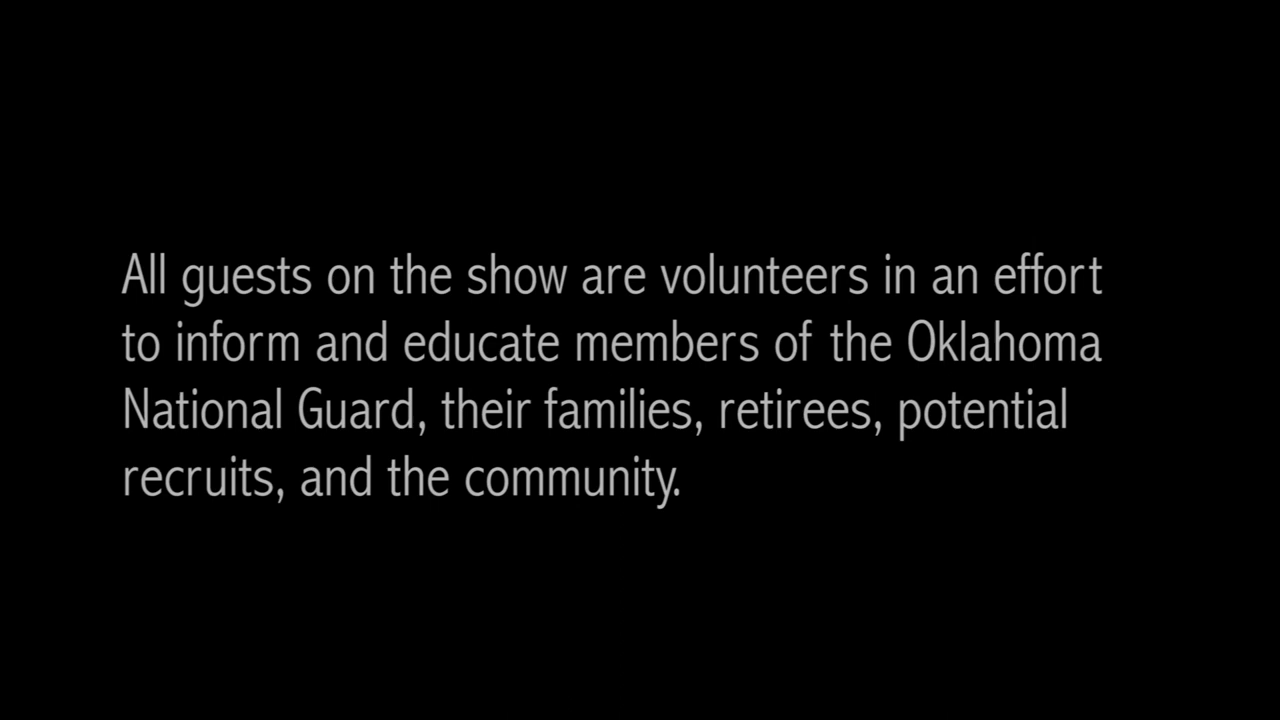 All guests on the show are volunteers in an effort
to inform and educate members of the Oklahoma
National Guard, their families, retirees, potential
recruits, and the community.